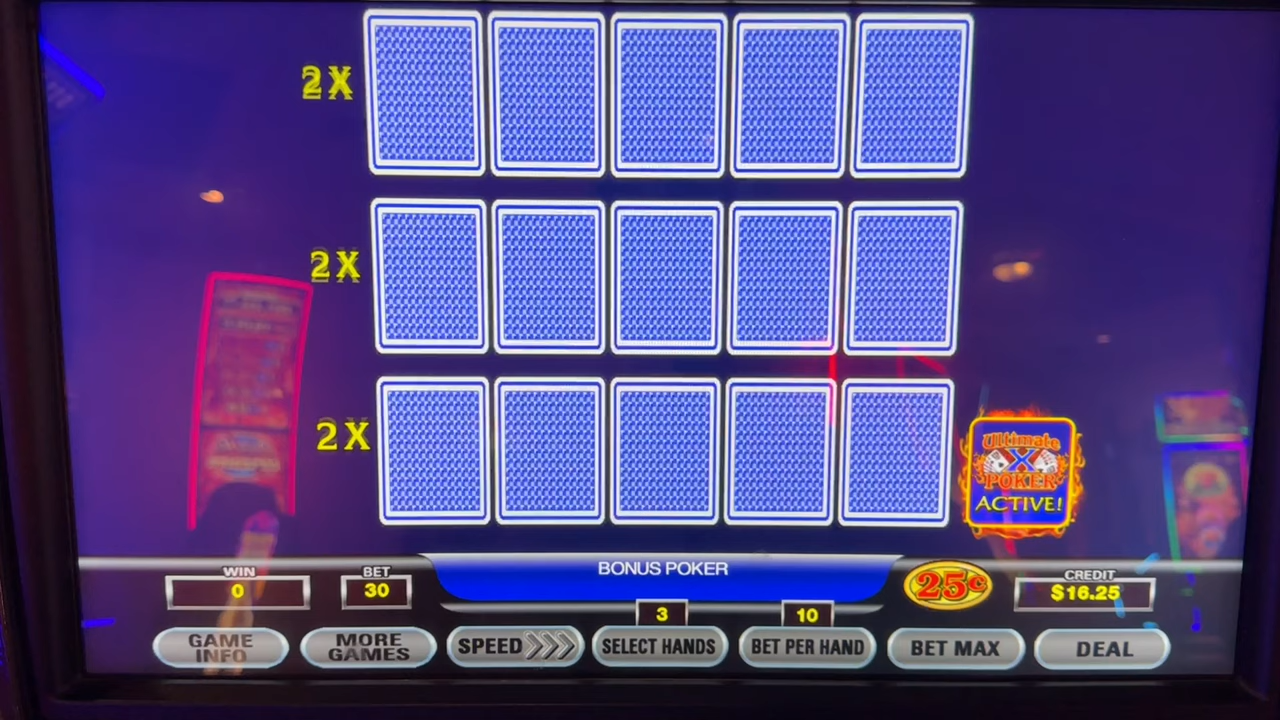 2X
2X
2X
Ultimate
X
POKER
ACTIVE!
WIN
0
BET
30
BONUS POKER
3
10
25¢
CREDIT
$16.25
GAME
INFO
MORE
GAMES
SPEED
SELECT HANDS
BET PER HAND
BET MAX
DEAL